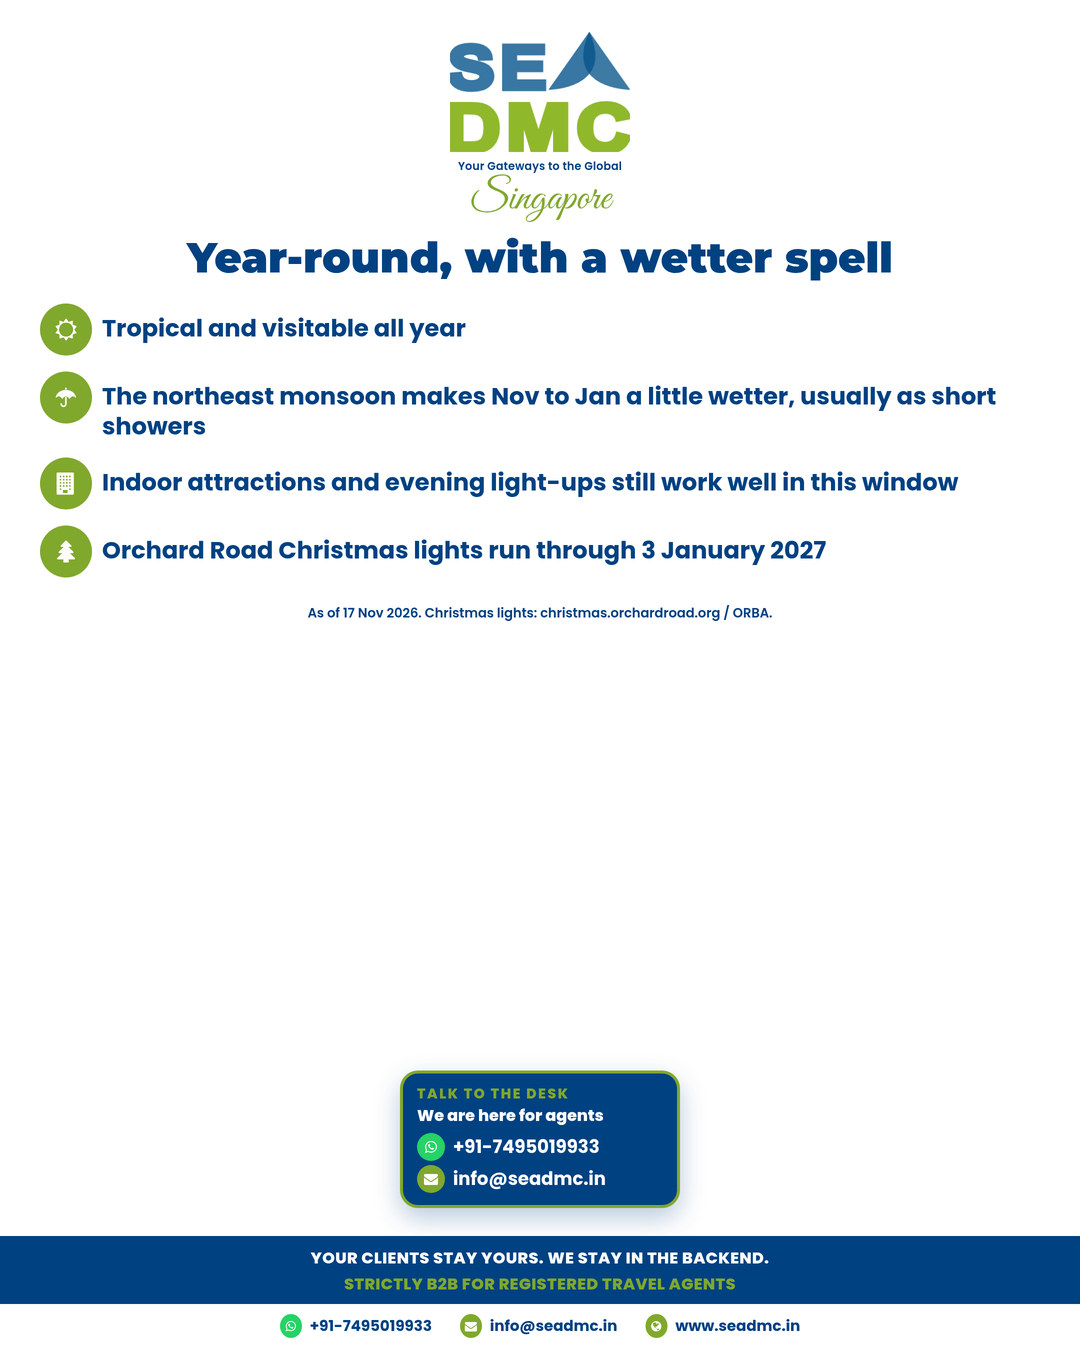 SEA
DMC
Your Gateways to the Global
Singapore
Year-round, with a wetter spell
Tropical and visitable all year
The northeast monsoon makes Nov to Jan a little wetter, usually as short
showers
Indoor attractions and evening light-ups still work well in this window
Orchard Road Christmas lights run through 3 January 2027
As of 17 Nov 2026. Christmas lights: christmas.orchardroad.org / ORBA.
TALK TO THE DESK
We are here for agents
+91-7495019933
info@seadmc.in
YOUR CLIENTS STAY YOURS. WE STAY IN THE BACKEND.
STRICTLY B2B FOR REGISTERED TRAVEL AGENTS
+91-7495019933 info@seadmc.in www.seadmc.in